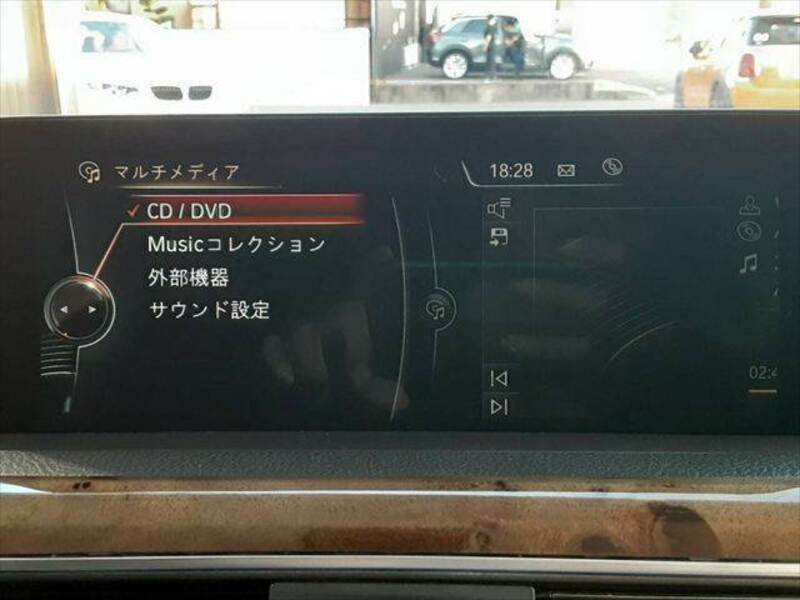 マルチメディア
18:28
CD / DVD
Musicコレクション
外部機器
サウンド設定